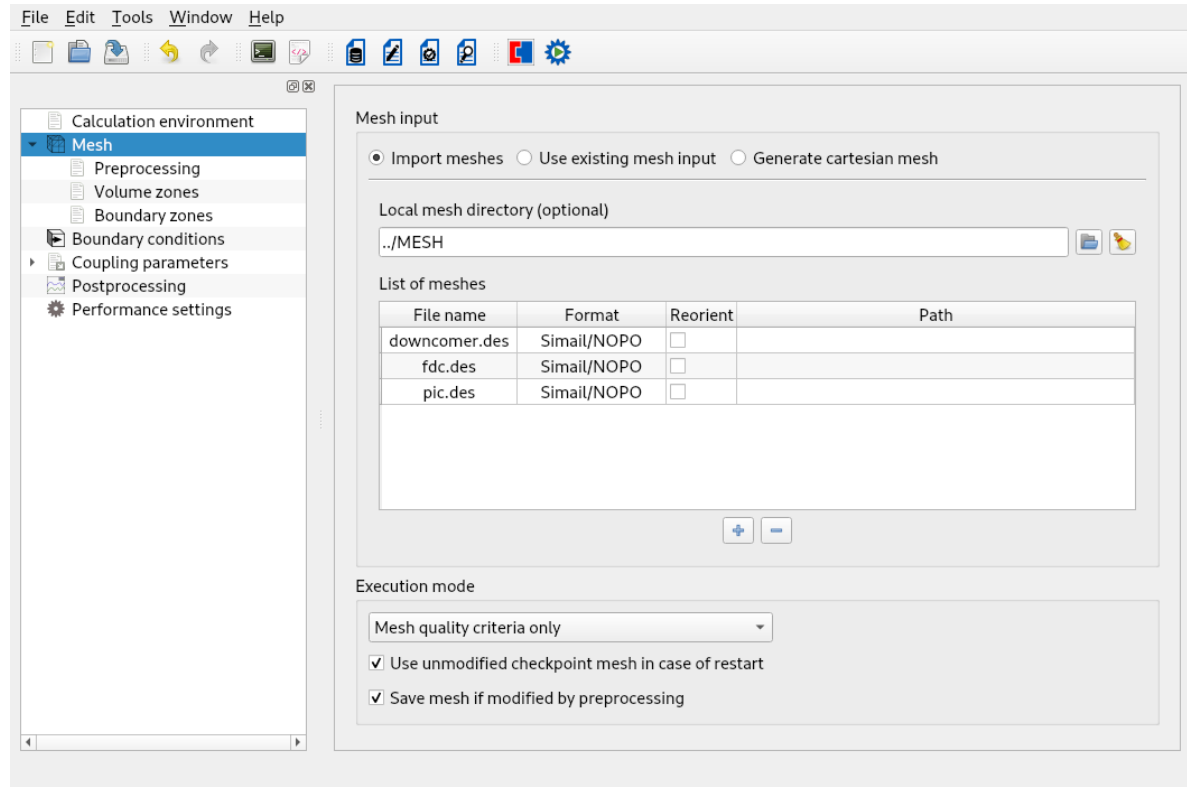 File Edit Tools Window Help
Calculation environment
Mesh
Preprocessing
Volume zones
Boundary zones
Boundary conditions
Coupling parameters
Postprocessing
Performance settings
Mesh input
Import meshes Use existing mesh input Generate cartesian mesh
Local mesh directory (optional)
../MESH
List of meshes
File name Format Reorient Path
downcomer.des Simail/NOPO
fdc.des Simail/NOPO
pic.des Simail/NOPO
Execution mode
Mesh quality criteria only
Use unmodified checkpoint mesh in case of restart
Save mesh if modified by preprocessing